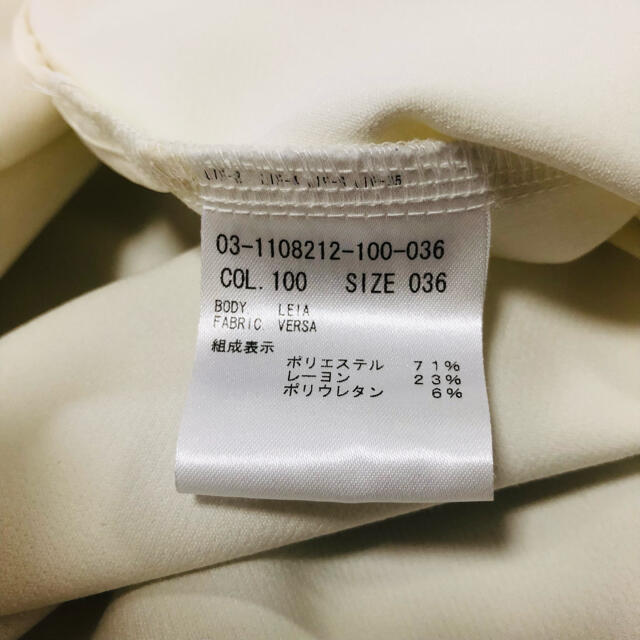 03-1108212-100-036
COL.100 SIZE 036
BODY LEIA
FABRIC VERSA
組成表示
ポリエステル 71%
レーヨン 23%
ポリウレタン 6%